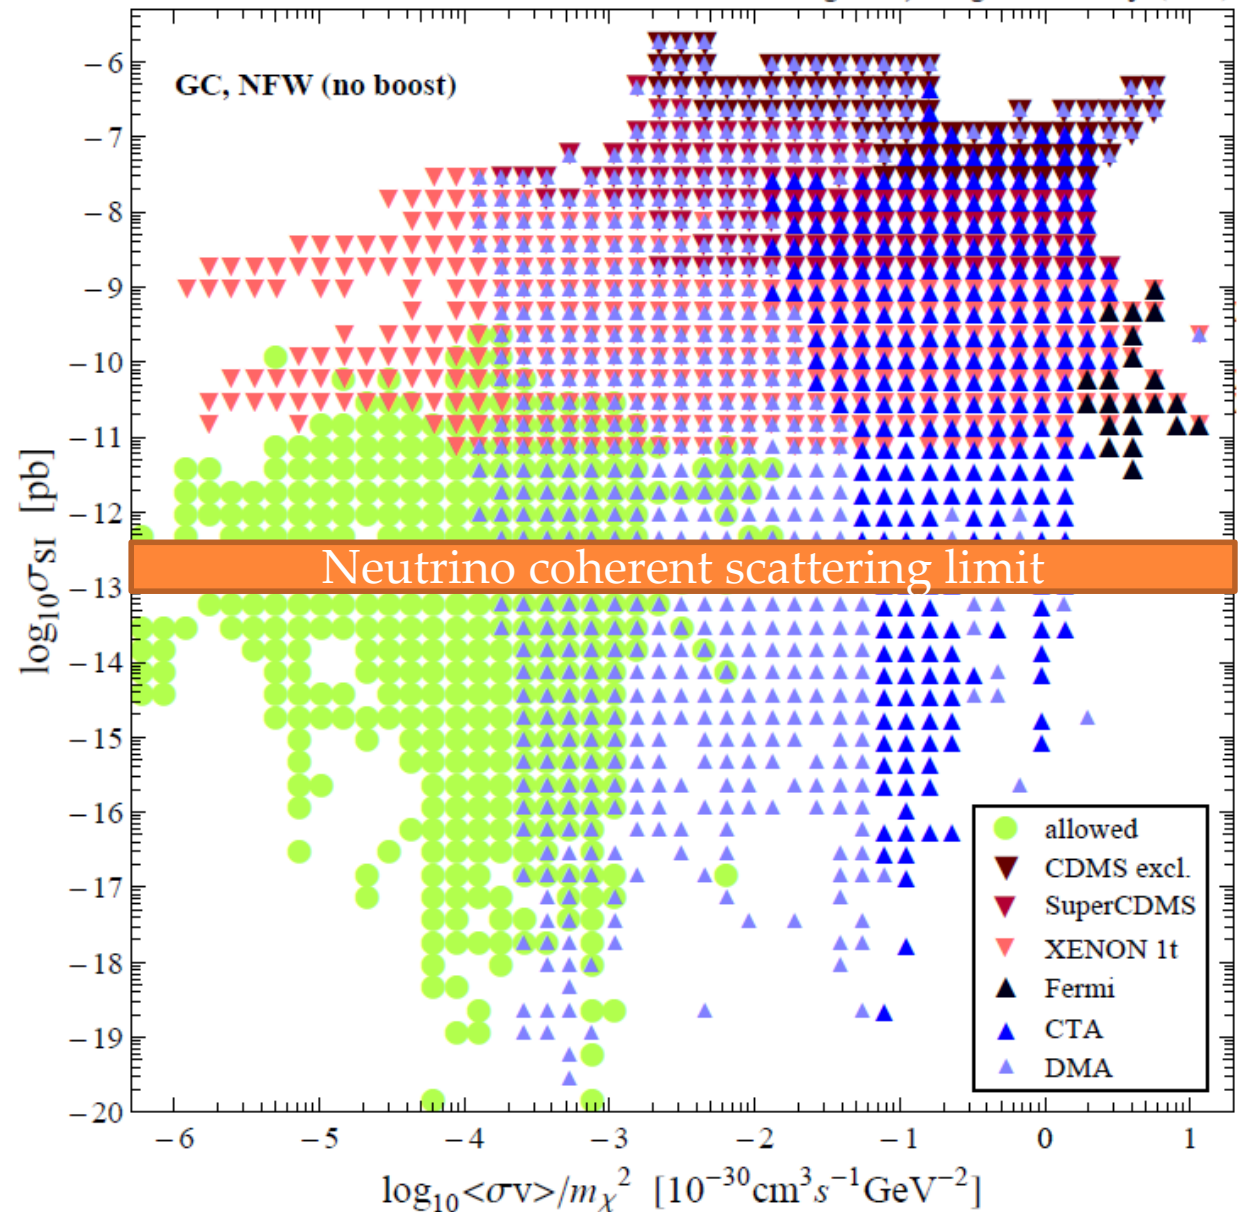 GC, NFW (no boost)
−6
−7
−8
−9
−10
−11
−12
−13
−14
−15
−16
−17
−18
−19
−20
log₁₀σSI [pb]
Neutrino coherent scattering limit
allowed
CDMS excl.
SuperCDMS
XENON 1t
Fermi
CTA
DMA
−6 −5 −4 −3 −2 −1 0 1
log₁₀<σv>/mχ² [10⁻³⁰cm³s⁻¹GeV⁻²]